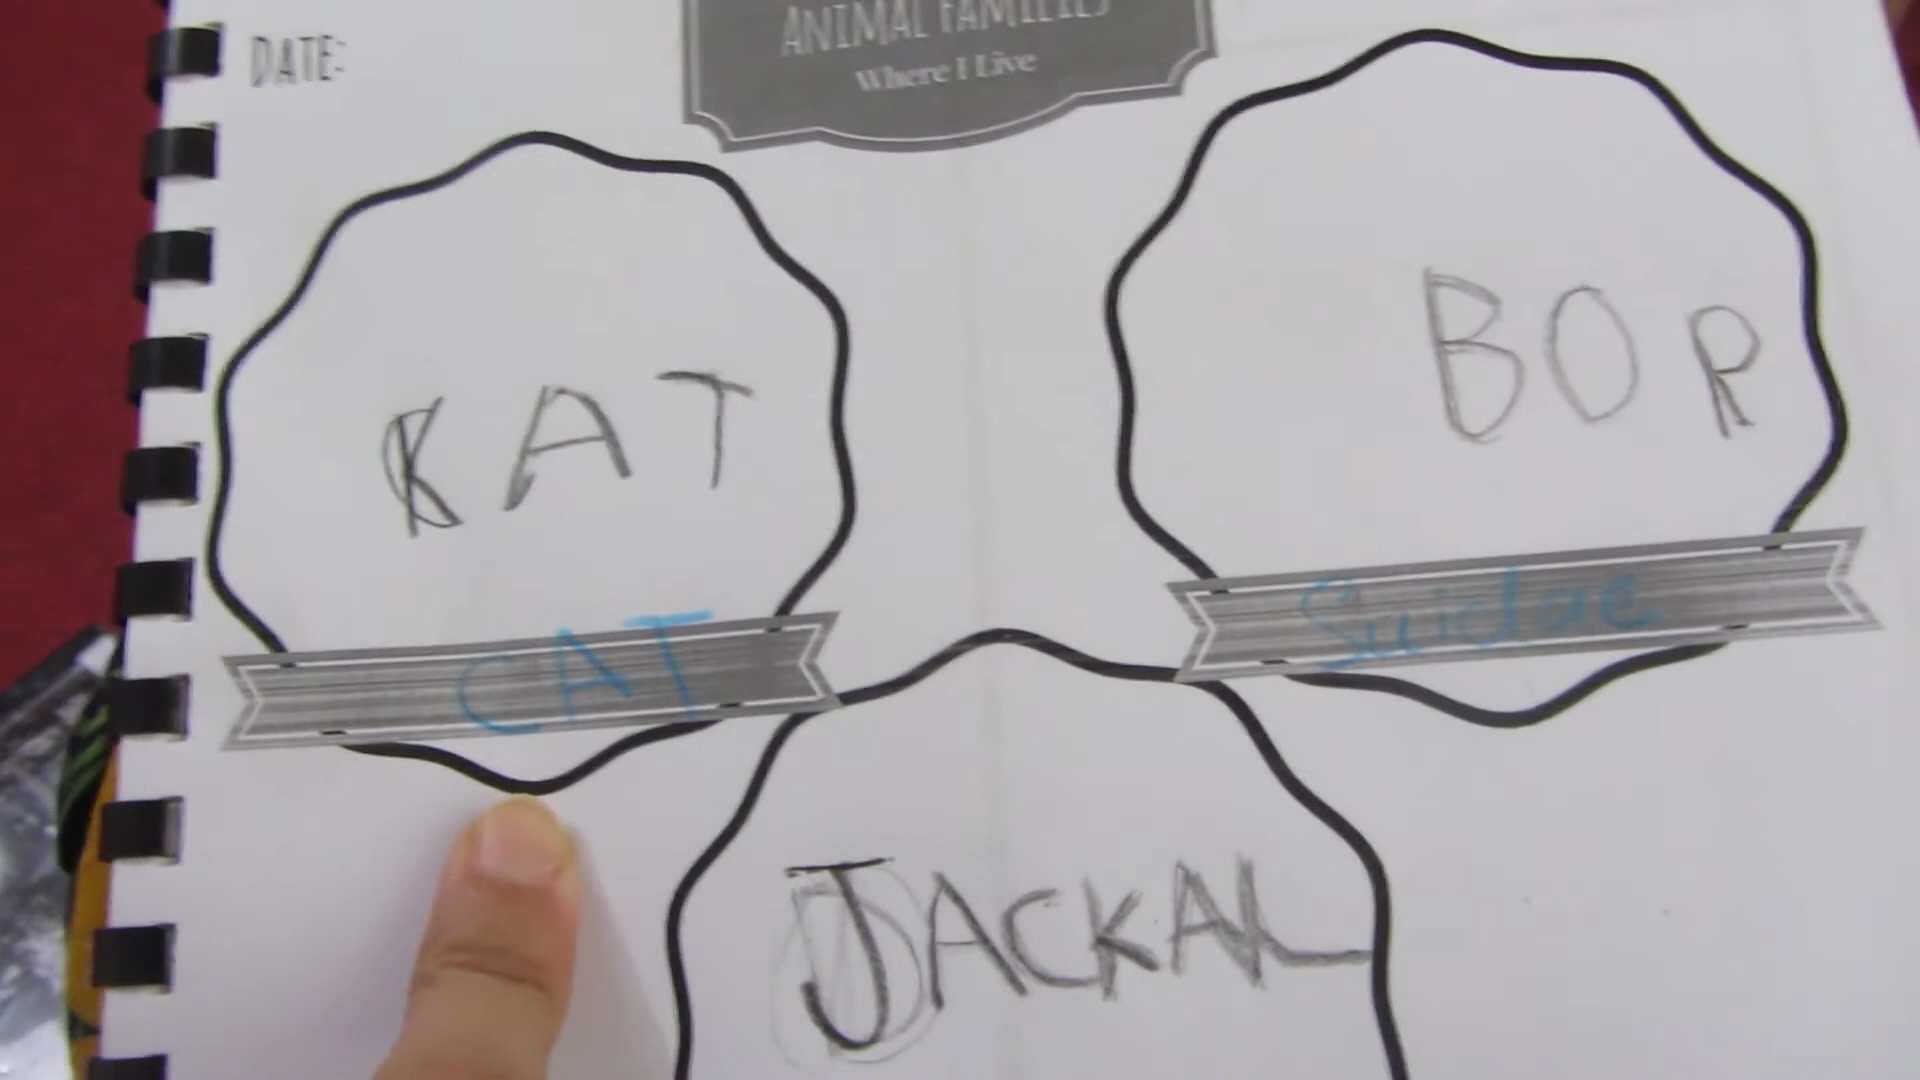 DATE:
ANIMAL FAMILIES
Where I Live
KAT
BOR
CAT
Suidae
JACKAL